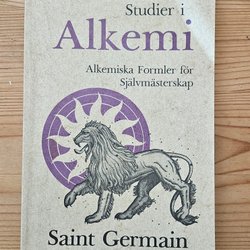 Studier i
Alkemi
Alkemiska Formler för
Självmästerskap
Saint Germain